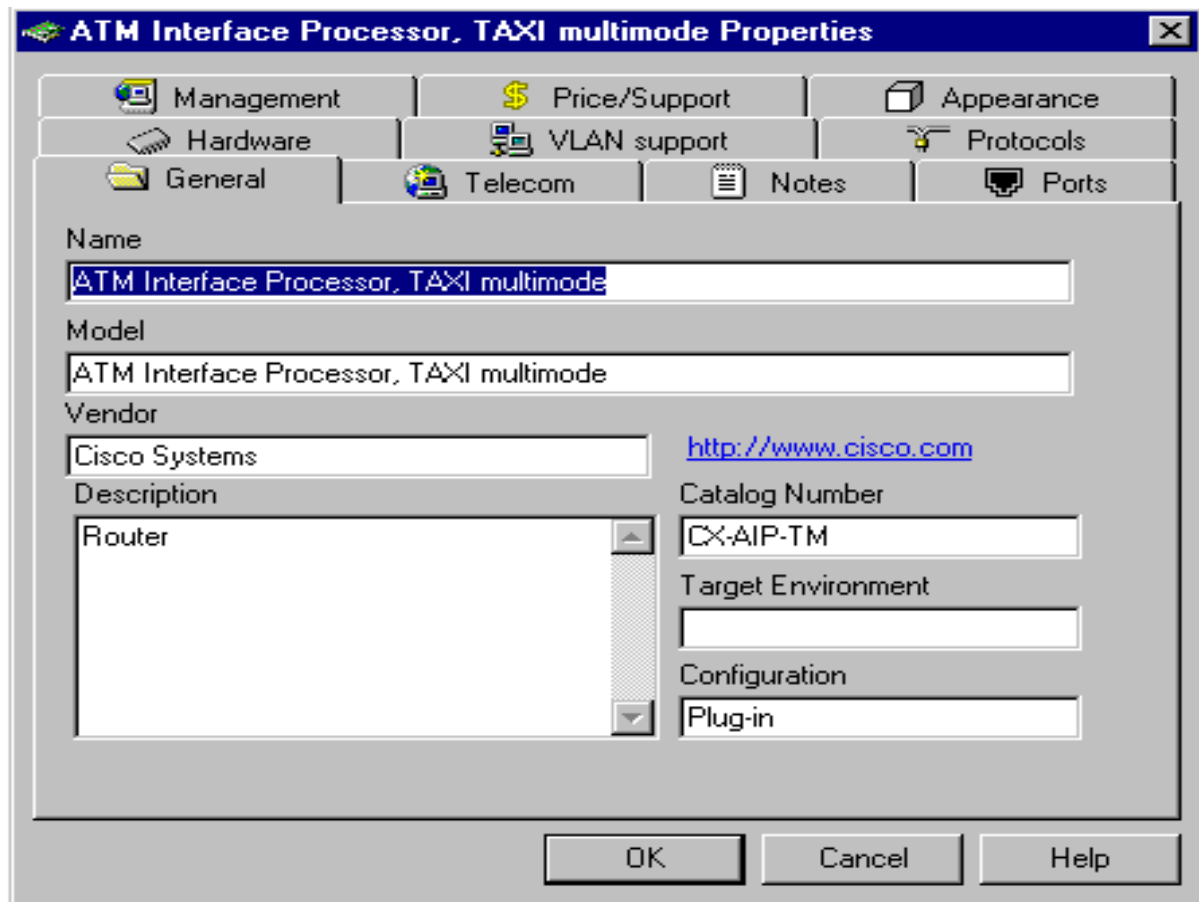 ATM Interface Processor, TAXI multimode Properties
Management Price/Support Appearance
Hardware VLAN support Protocols
General Telecom Notes Ports
Name
ATM Interface Processor, TAXI multimode
Model
ATM Interface Processor, TAXI multimode
Vendor
Cisco Systems
http://www.cisco.com
Description
Router
Catalog Number
CX-AIP-TM
Target Environment
Configuration
Plug-in
OK Cancel Help